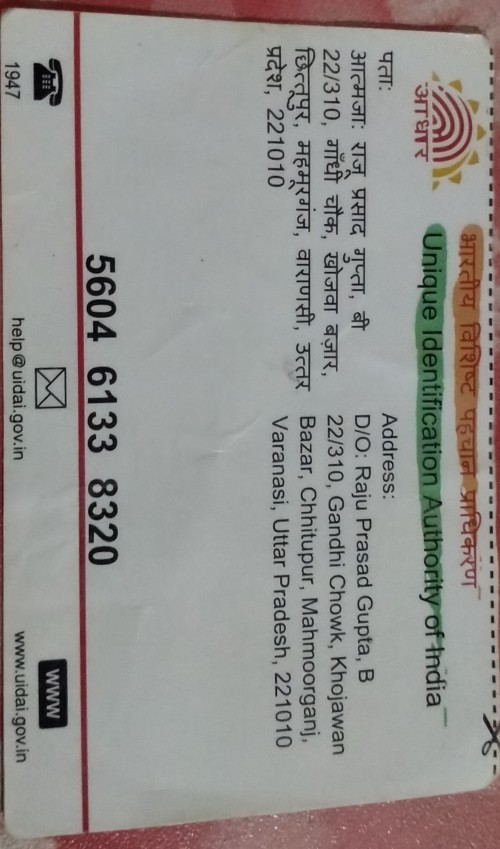 भारतीय विशिष्ट पहचान प्राधिकरण
Unique Identification Authority of India
आधार
पता:
आत्मजा: राजू प्रसाद गुप्ता, बी
22/310, गाँधी चौक, खोजवा बज़ार,
छित्तूपुर, महमूरगंज, वाराणसी, उत्तर
प्रदेश, 221010
Address:
D/O: Raju Prasad Gupta, B
22/310, Gandhi Chowk, Khojawan
Bazar, Chhitupur, Mahmoorganj,
Varanasi, Uttar Pradesh, 221010
5604 6133 8320
1947
help@uidai.gov.in
www
www.uidai.gov.in